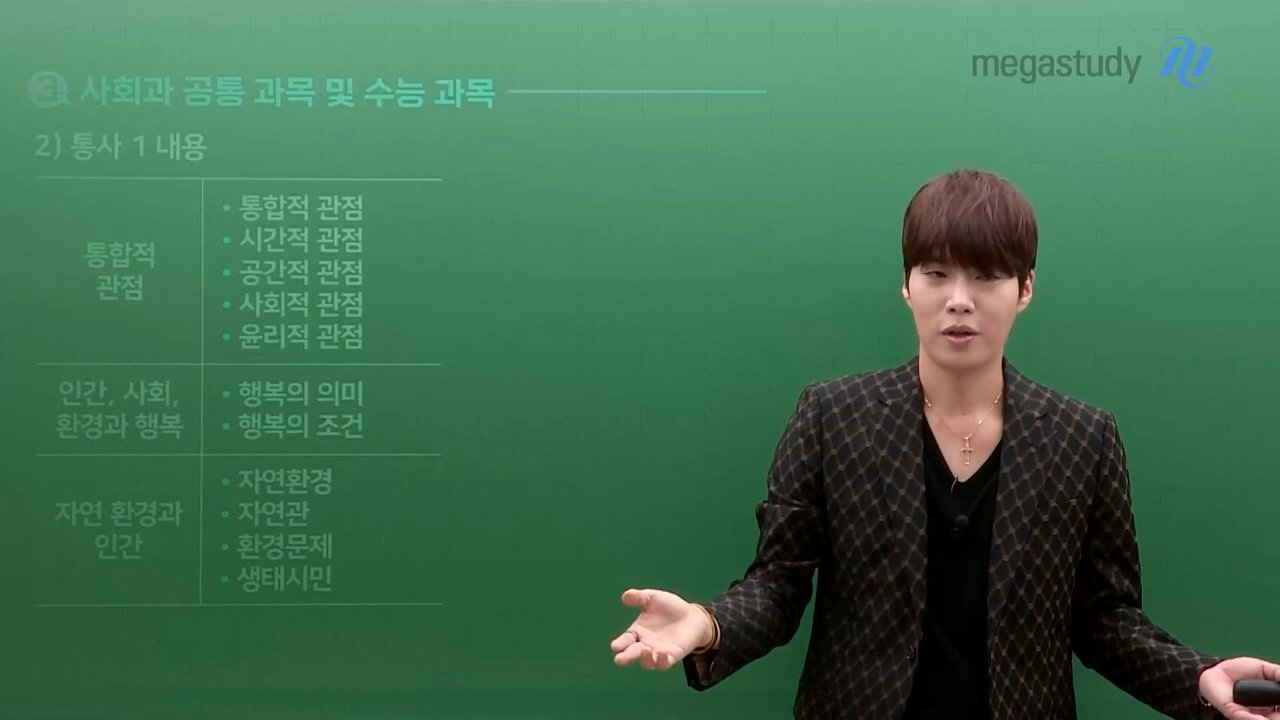 megastudy
3 사회과 공통 과목 및 수능 과목
2) 통사 1 내용
통합적
관점
• 통합적 관점
• 시간적 관점
• 공간적 관점
• 사회적 관점
• 윤리적 관점
인간, 사회,
환경과 행복
• 행복의 의미
• 행복의 조건
자연 환경과
인간
• 자연환경
• 자연관
• 환경문제
• 생태시민